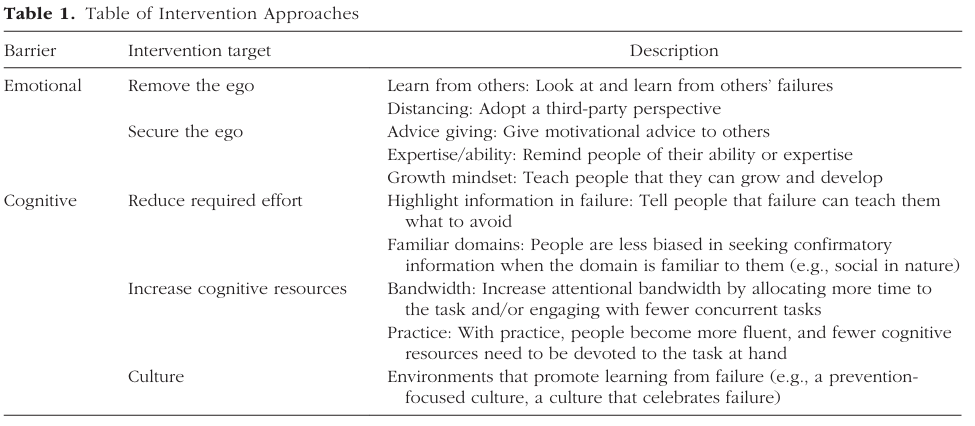 Table 1. Table of Intervention Approaches
Barrier Intervention target Description
Emotional Remove the ego Learn from others: Look at and learn from others’ failures
Distancing: Adopt a third-party perspective
Secure the ego Advice giving: Give motivational advice to others
Expertise/ability: Remind people of their ability or expertise
Growth mindset: Teach people that they can grow and develop
Cognitive Reduce required effort Highlight information in failure: Tell people that failure can teach them
what to avoid
Familiar domains: People are less biased in seeking confirmatory
information when the domain is familiar to them (e.g., social in nature)
Increase cognitive resources Bandwidth: Increase attentional bandwidth by allocating more time to
the task and/or engaging with fewer concurrent tasks
Practice: With practice, people become more fluent, and fewer cognitive
resources need to be devoted to the task at hand
Culture Environments that promote learning from failure (e.g., a prevention-
focused culture, a culture that celebrates failure)